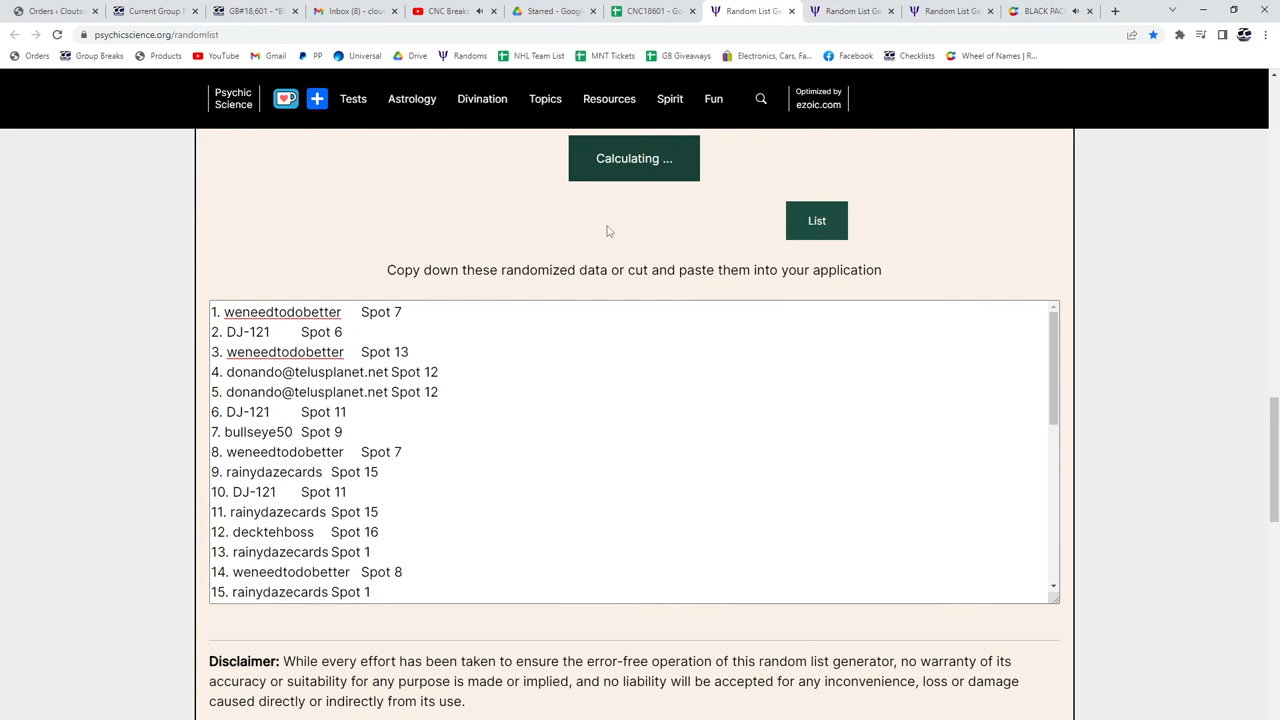 Orders ‹ Clouts
Current Group
GB#18,601 - *BL
Inbox (8) - clout
CNC Breaks
Starred - Google
CNC18601 - Go
Random List Ge
Random List Ge
Random List Ge
BLACK PAC
psychicscience.org/randomlist
Orders
Group Breaks
Products
YouTube
Gmail
PP
Universal
Drive
Randoms
NHL Team List
MNT Tickets
GB Giveaways
Electronics, Cars, Fa...
Facebook
Checklists
Wheel of Names | R...
Psychic
Science
Tests
Astrology
Divination
Topics
Resources
Spirit
Fun
Optimized by
ezoic.com
Calculating ...
List
Copy down these randomized data or cut and paste them into your application
1. weneedtodobetter Spot 7
2. DJ-121 Spot 6
3. weneedtodobetter Spot 13
4. donando@telusplanet.net Spot 12
5. donando@telusplanet.net Spot 12
6. DJ-121 Spot 11
7. bullseye50 Spot 9
8. weneedtodobetter Spot 7
9. rainydazecards Spot 15
10. DJ-121 Spot 11
11. rainydazecards Spot 15
12. decktehboss Spot 16
13. rainydazecards Spot 1
14. weneedtodobetter Spot 8
15. rainydazecards Spot 1
Disclaimer: While every effort has been taken to ensure the error-free operation of this random list generator, no warranty of its
accuracy or suitability for any purpose is made or implied, and no liability will be accepted for any inconvenience, loss or damage
caused directly or indirectly from its use.